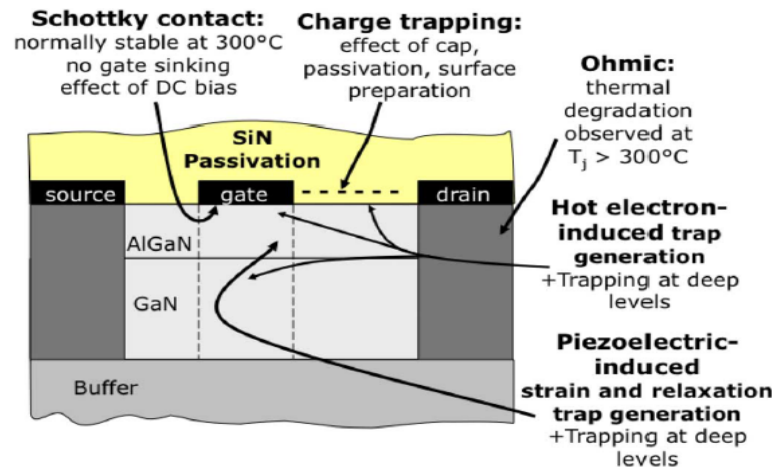 Schottky contact:
normally stable at 300°C
no gate sinking
effect of DC bias
Charge trapping:
effect of cap,
passivation, surface
preparation
Ohmic:
thermal
degradation
observed at
Tj > 300°C
SiN
Passivation
source
gate
drain
AlGaN
GaN
Buffer
Hot electron-
induced trap
generation
+Trapping at deep
levels
Piezoelectric-
induced
strain and relaxation
trap generation
+Trapping at deep
levels